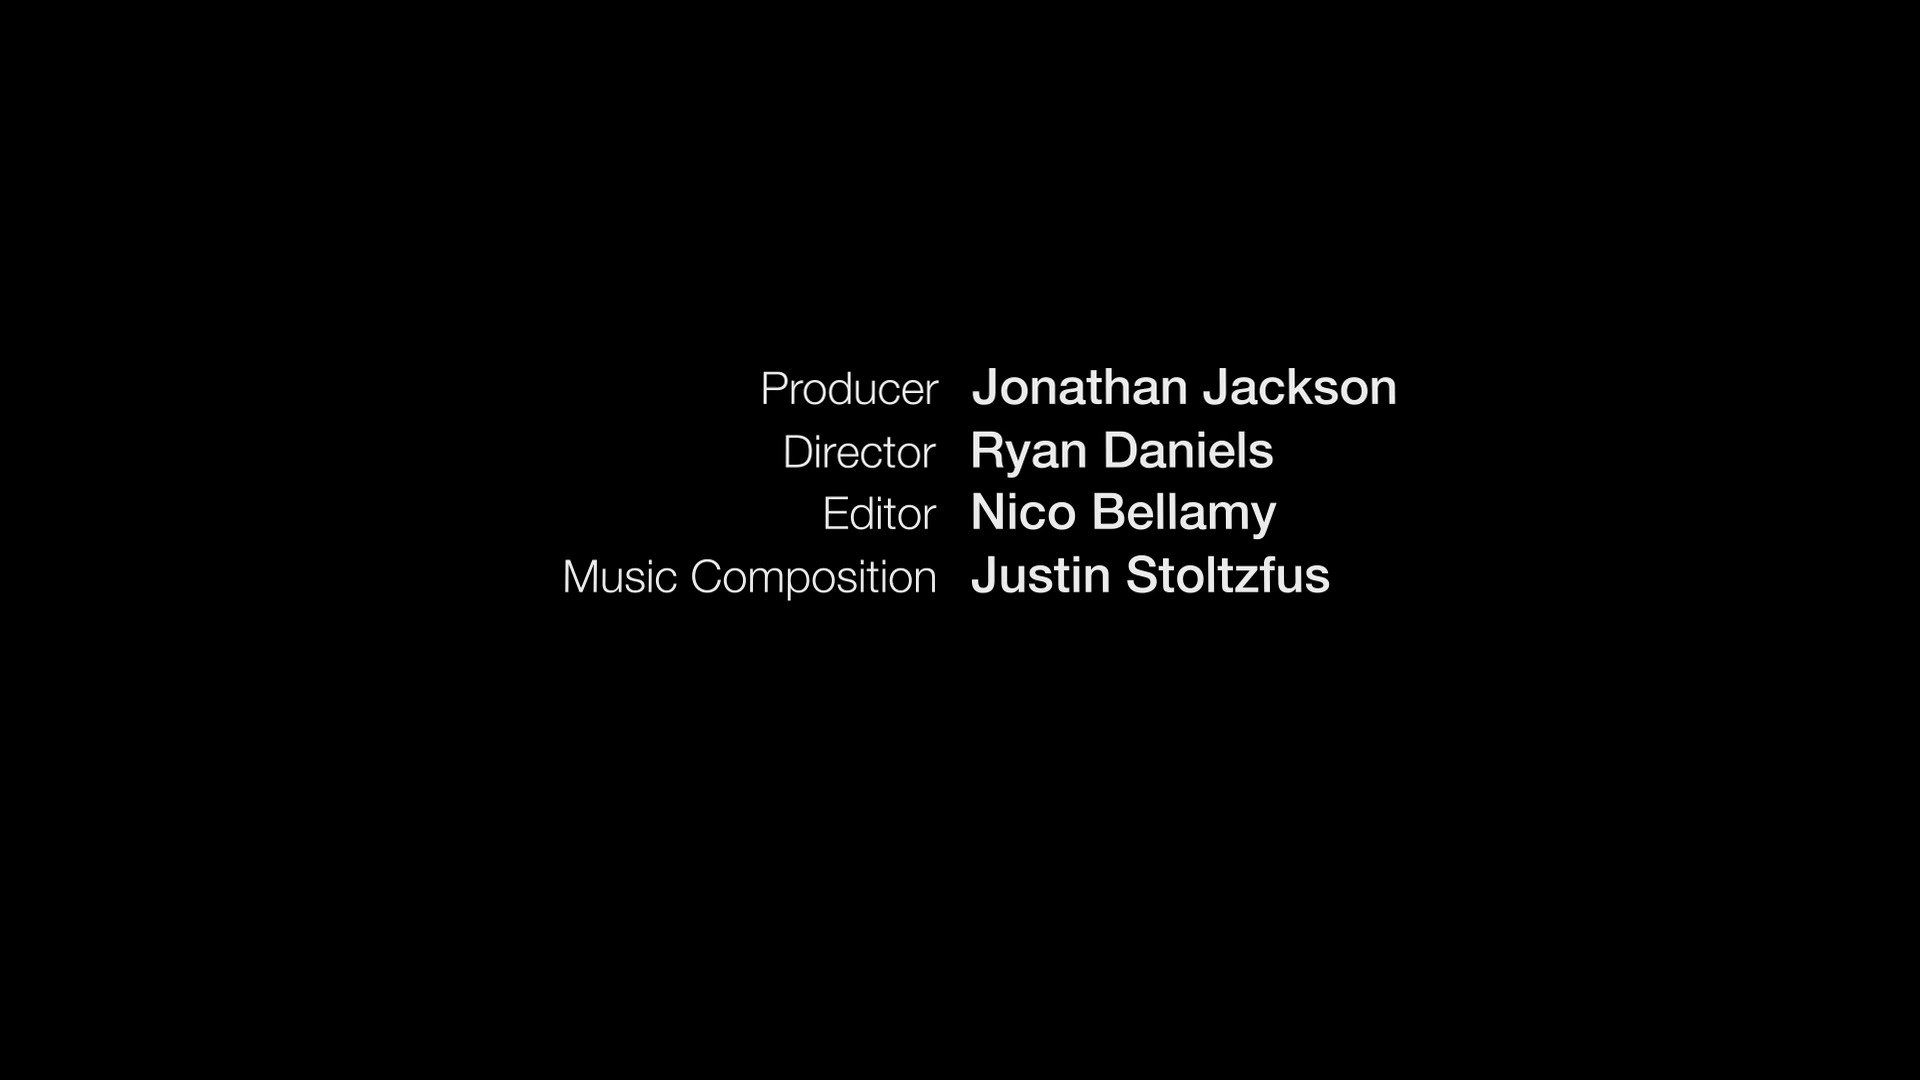 Producer Jonathan Jackson
Director Ryan Daniels
Editor Nico Bellamy
Music Composition Justin Stoltzfus